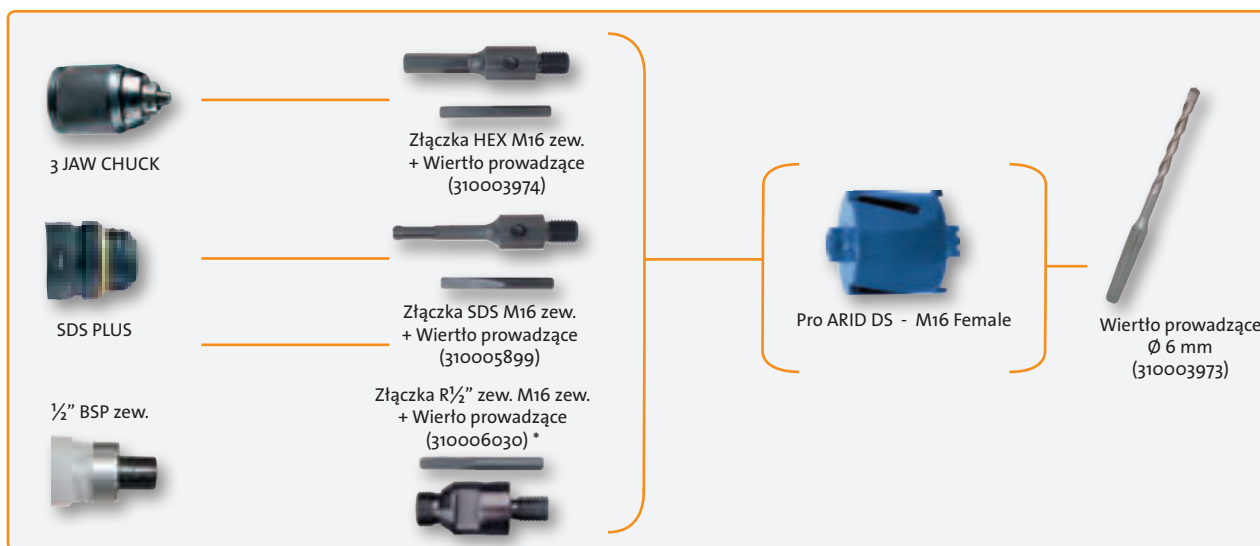 3 JAW CHUCK
Złączka HEX M16 zew.
+ Wiertło prowadzące
(310003974)
SDS PLUS
Złączka SDS M16 zew.
+ Wiertło prowadzące
(310005899)
½” BSP zew.
Złączka R½” zew. M16 zew.
+ Wierło prowadzące
(310006030) *
Pro ARID DS - M16 Female
Wiertło prowadzące
Ø 6 mm
(310003973)